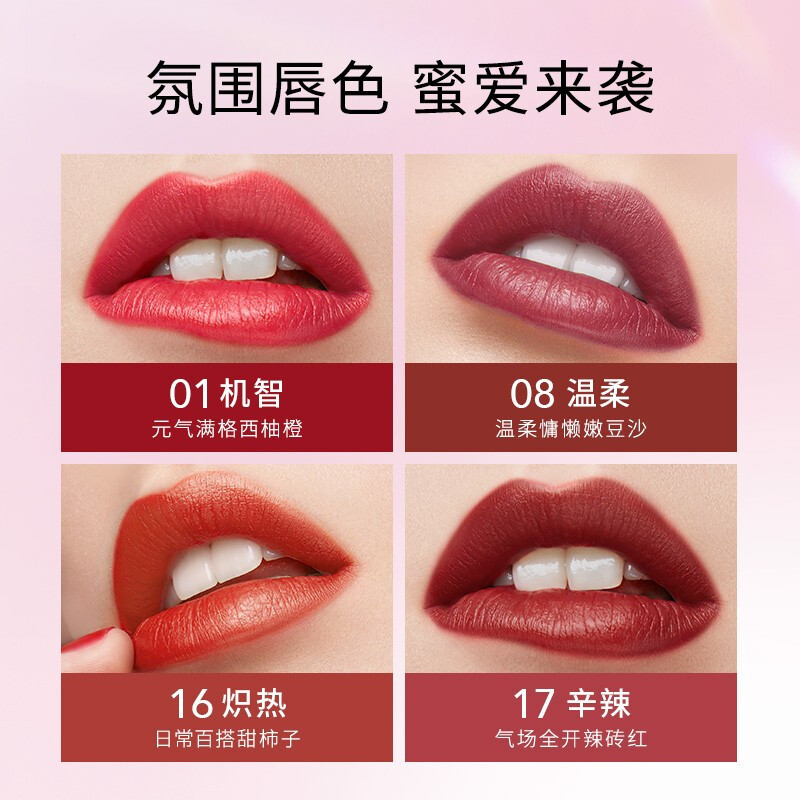 氛围唇色 蜜爱来袭
01 机智
元气满格西柚橙
08 温柔
温柔慵懒嫩豆沙
16 炽热
日常百搭甜柿子
17 辛辣
气场全开辣砖红